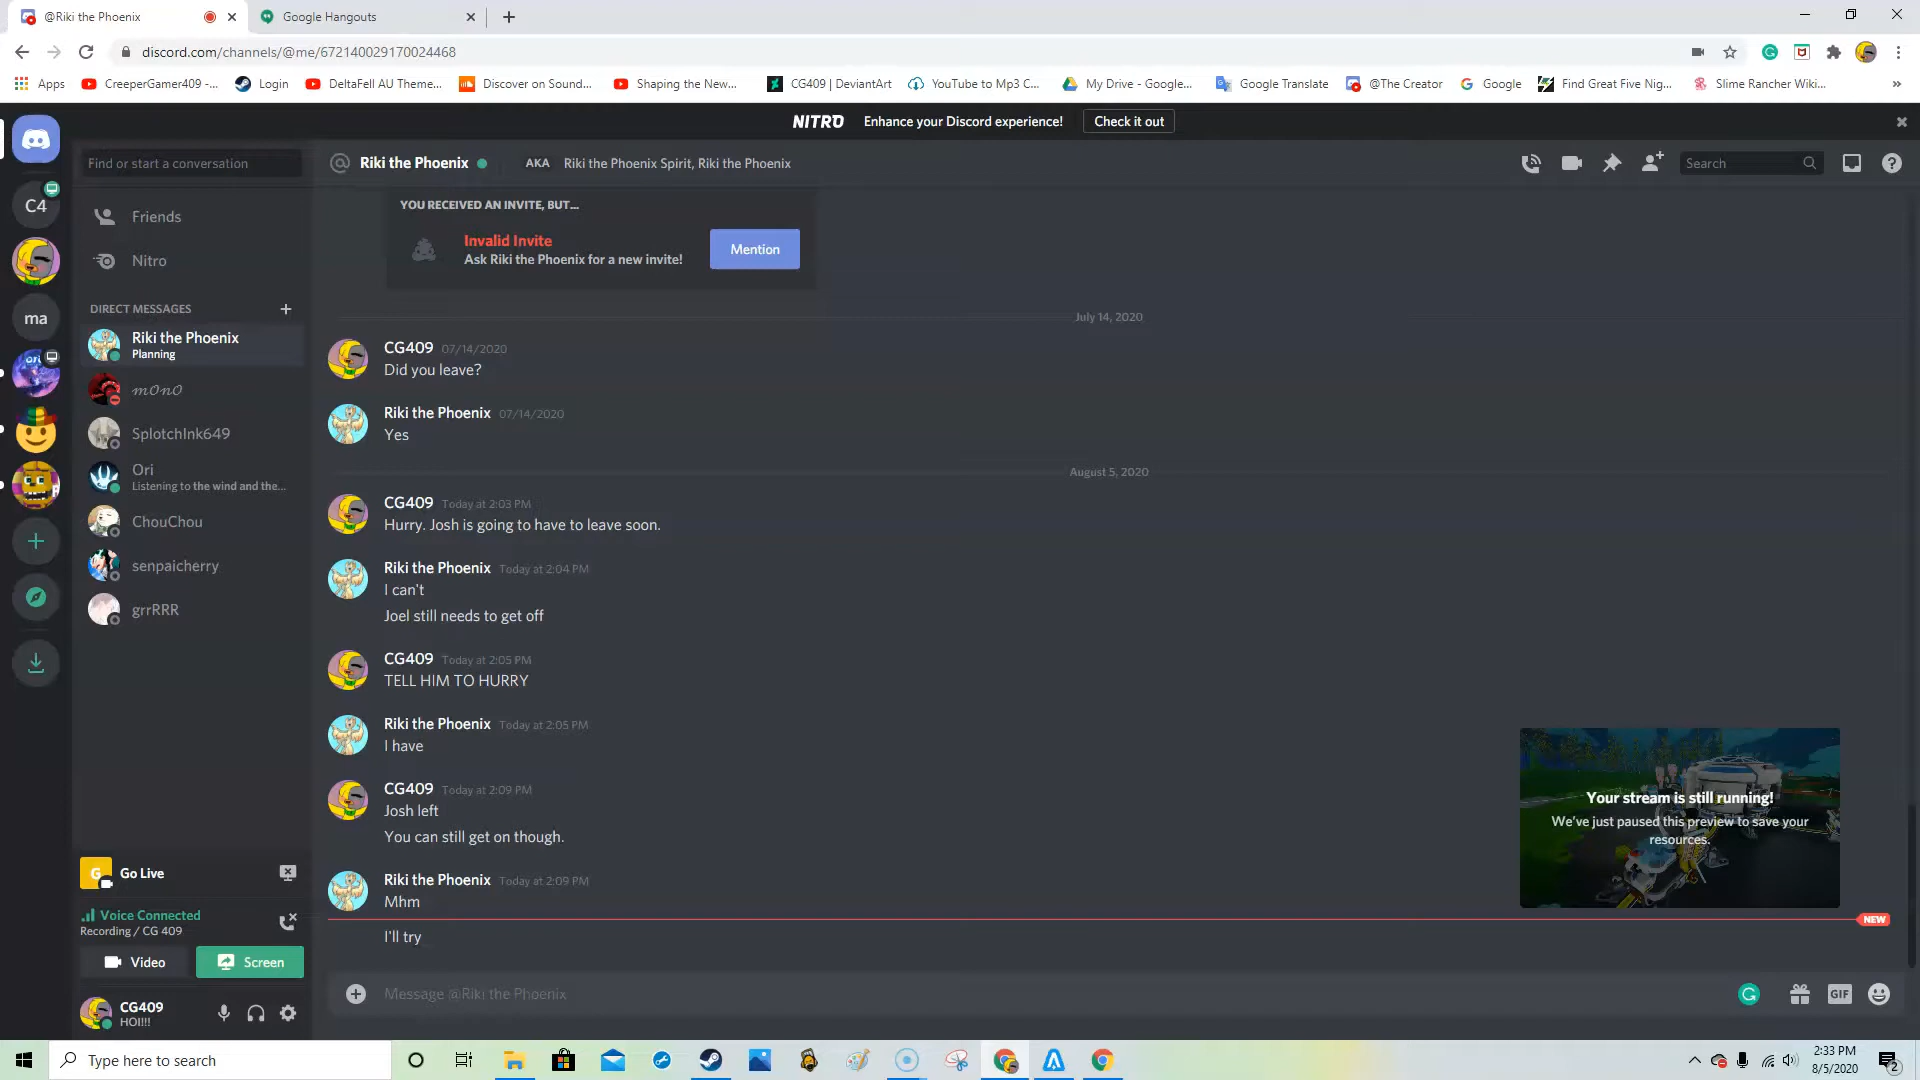 @Riki the Phoenix
Google Hangouts
discord.com/channels/@me/672140029170024468
Apps
CreeperGamer409 -...
Login
DeltaFell AU Theme...
Discover on Sound...
Shaping the New...
CG409 | DeviantArt
YouTube to Mp3 C...
My Drive - Google...
Google Translate
@The Creator
Google
Find Great Five Nig...
Slime Rancher Wiki...
NITRO Enhance your Discord experience! Check it out
Find or start a conversation
Riki the Phoenix
AKA Riki the Phoenix Spirit, Riki the Phoenix
Search
C4
ma
ori
Friends
Nitro
DIRECT MESSAGES
Riki the Phoenix
Planning
mono
SplotchInk649
Ori
Listening to the wind and the...
ChouChou
senpaicherry
grrRRR
YOU RECEIVED AN INVITE, BUT...
Invalid Invite
Ask Riki the Phoenix for a new invite!
Mention
July 14, 2020
CG409 07/14/2020
Did you leave?
Riki the Phoenix 07/14/2020
Yes
August 5, 2020
CG409 Today at 2:03 PM
Hurry. Josh is going to have to leave soon.
Riki the Phoenix Today at 2:04 PM
I can't
Joel still needs to get off
CG409 Today at 2:05 PM
TELL HIM TO HURRY
Riki the Phoenix Today at 2:05 PM
I have
CG409 Today at 2:09 PM
Josh left
You can still get on though.
Riki the Phoenix Today at 2:09 PM
Mhm
NEW
I'll try
Your stream is still running!
We've just paused this preview to save your
resources.
G Go Live
Voice Connected
Recording / CG 409
Video
Screen
CG409
HOI!!!
Message @Riki the Phoenix
GIF
Type here to search
2:33 PM
8/5/2020
2